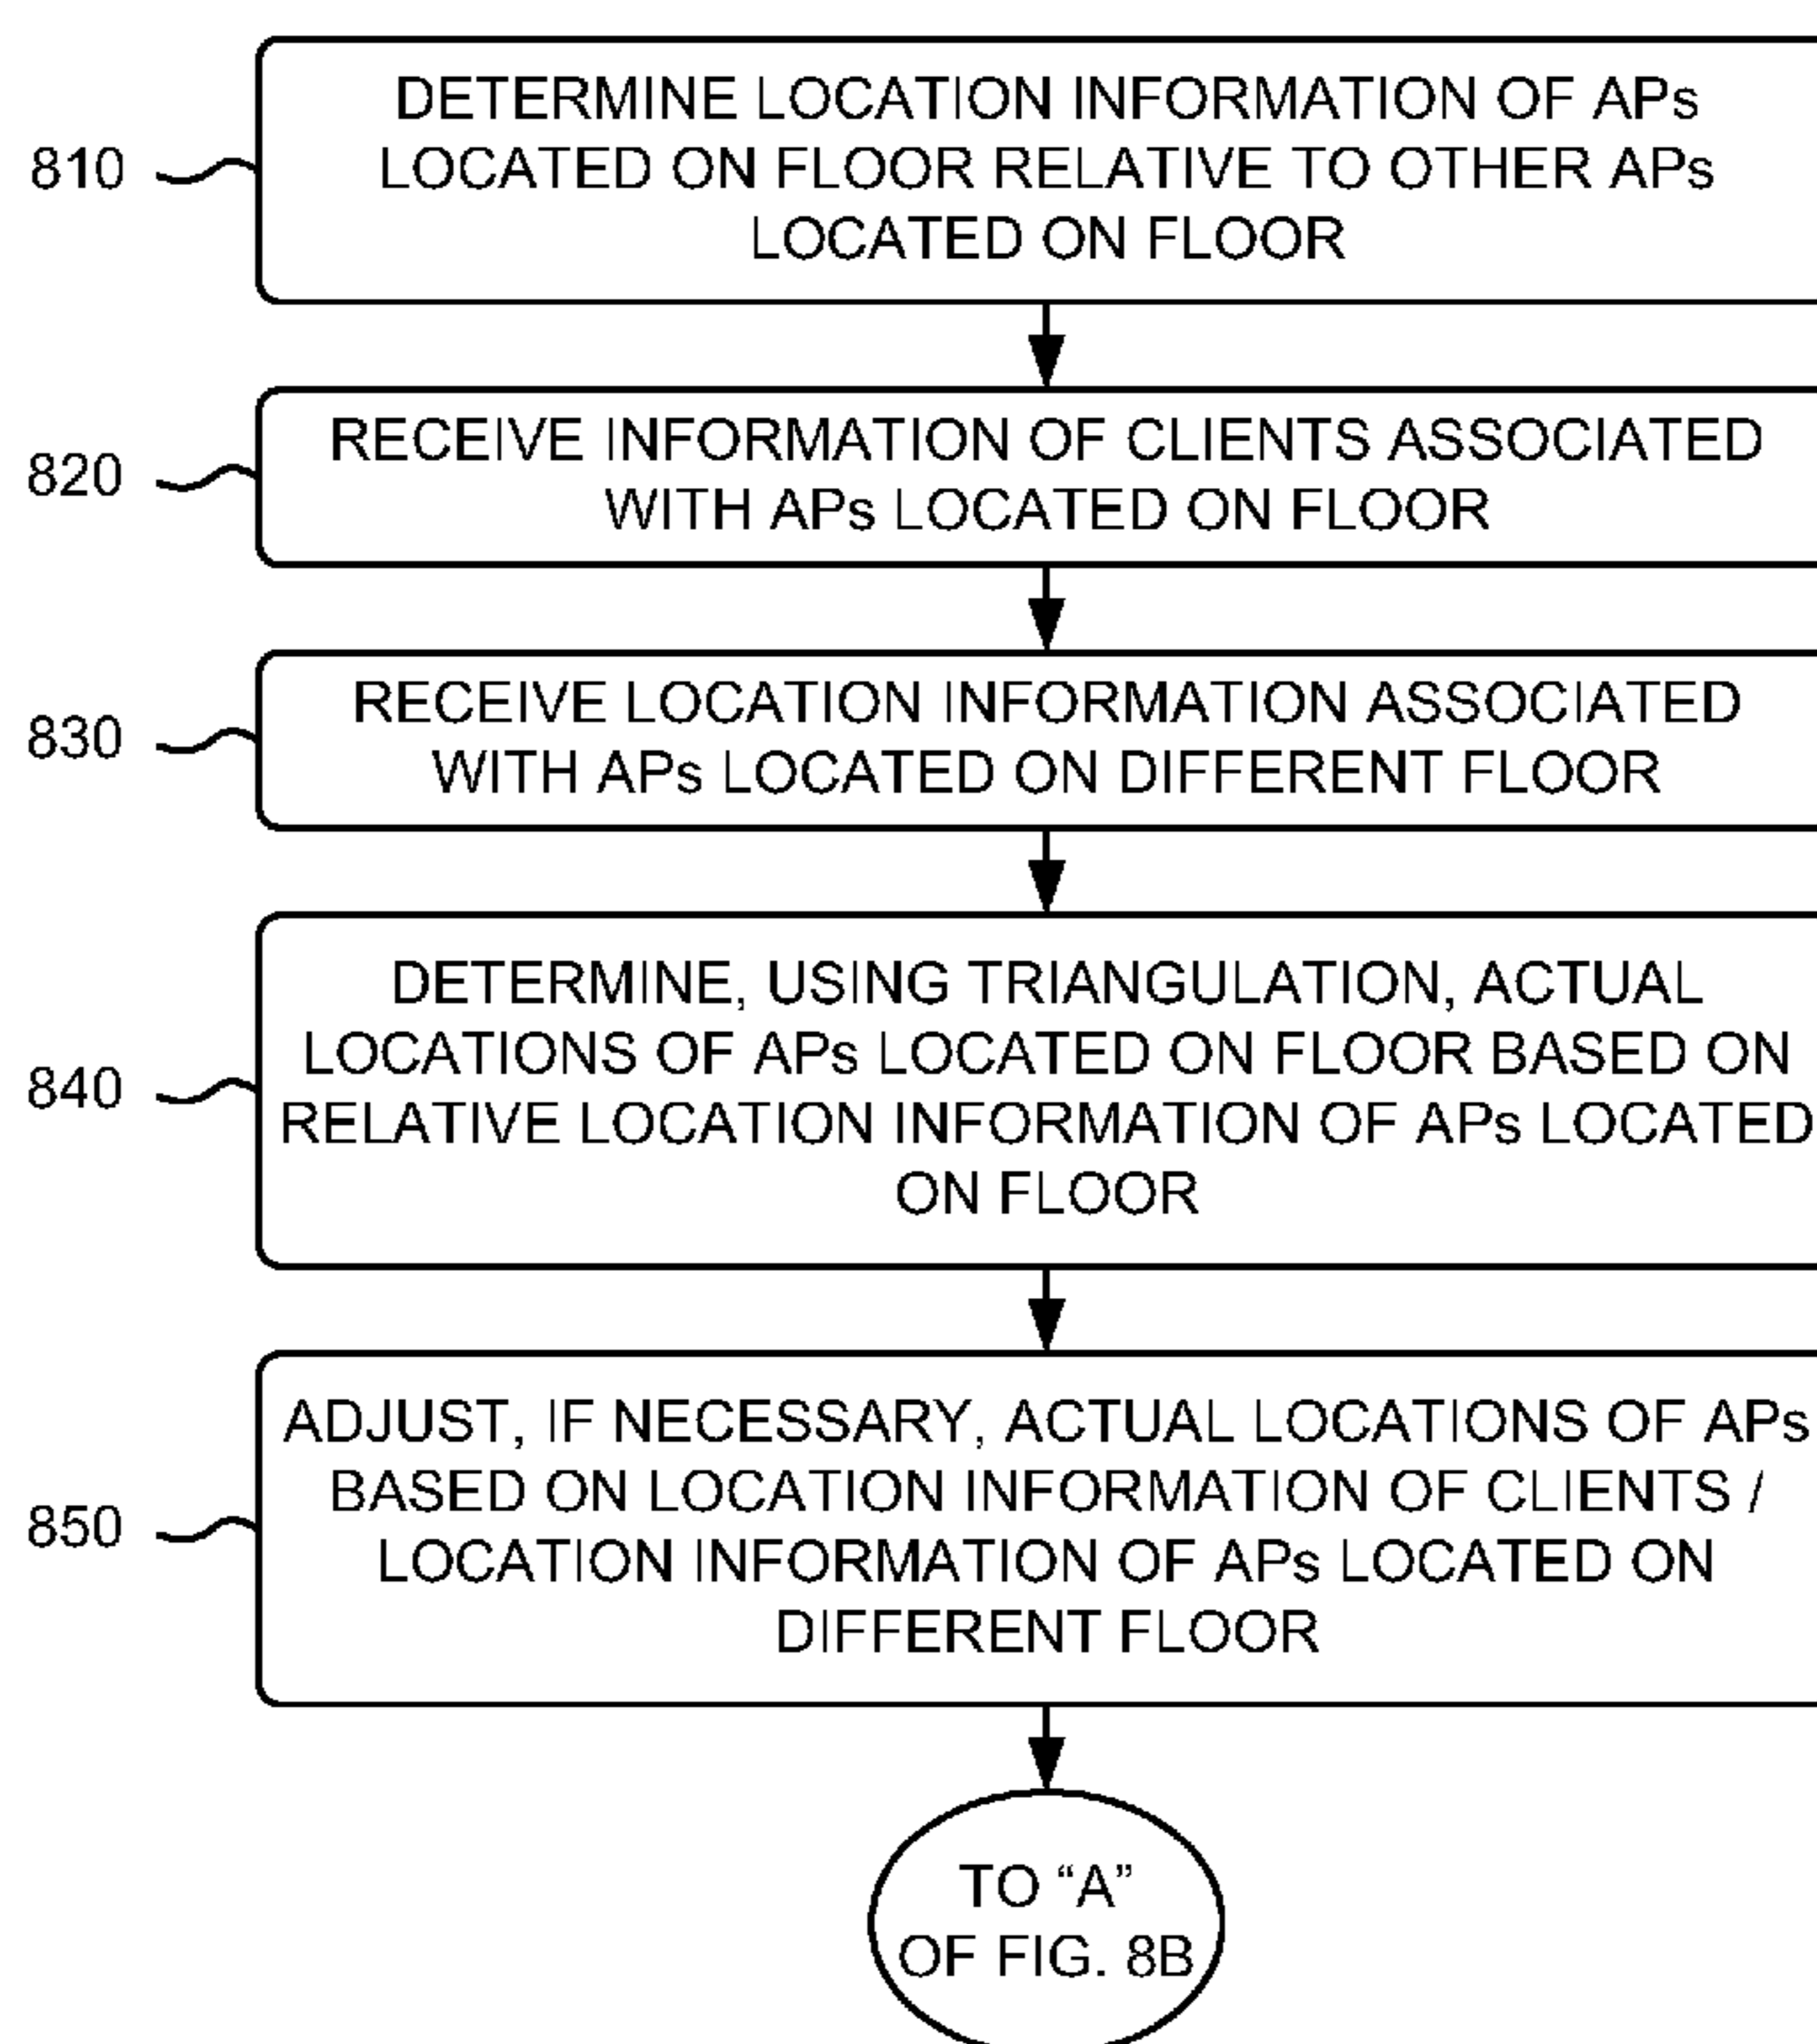 DETERMINE LOCATION INFORMATION OF APs
LOCATED ON FLOOR RELATIVE TO OTHER APs
LOCATED ON FLOOR
810
RECEIVE INFORMATION OF CLIENTS ASSOCIATED
WITH APs LOCATED ON FLOOR
820
RECEIVE LOCATION INFORMATION ASSOCIATED
WITH APs LOCATED ON DIFFERENT FLOOR
830
DETERMINE, USING TRIANGULATION, ACTUAL
LOCATIONS OF APs LOCATED ON FLOOR BASED ON
RELATIVE LOCATION INFORMATION OF APs LOCATED
ON FLOOR
840
ADJUST, IF NECESSARY, ACTUAL LOCATIONS OF APs
BASED ON LOCATION INFORMATION OF CLIENTS /
LOCATION INFORMATION OF APs LOCATED ON
DIFFERENT FLOOR
850
TO “A”
OF FIG. 8B